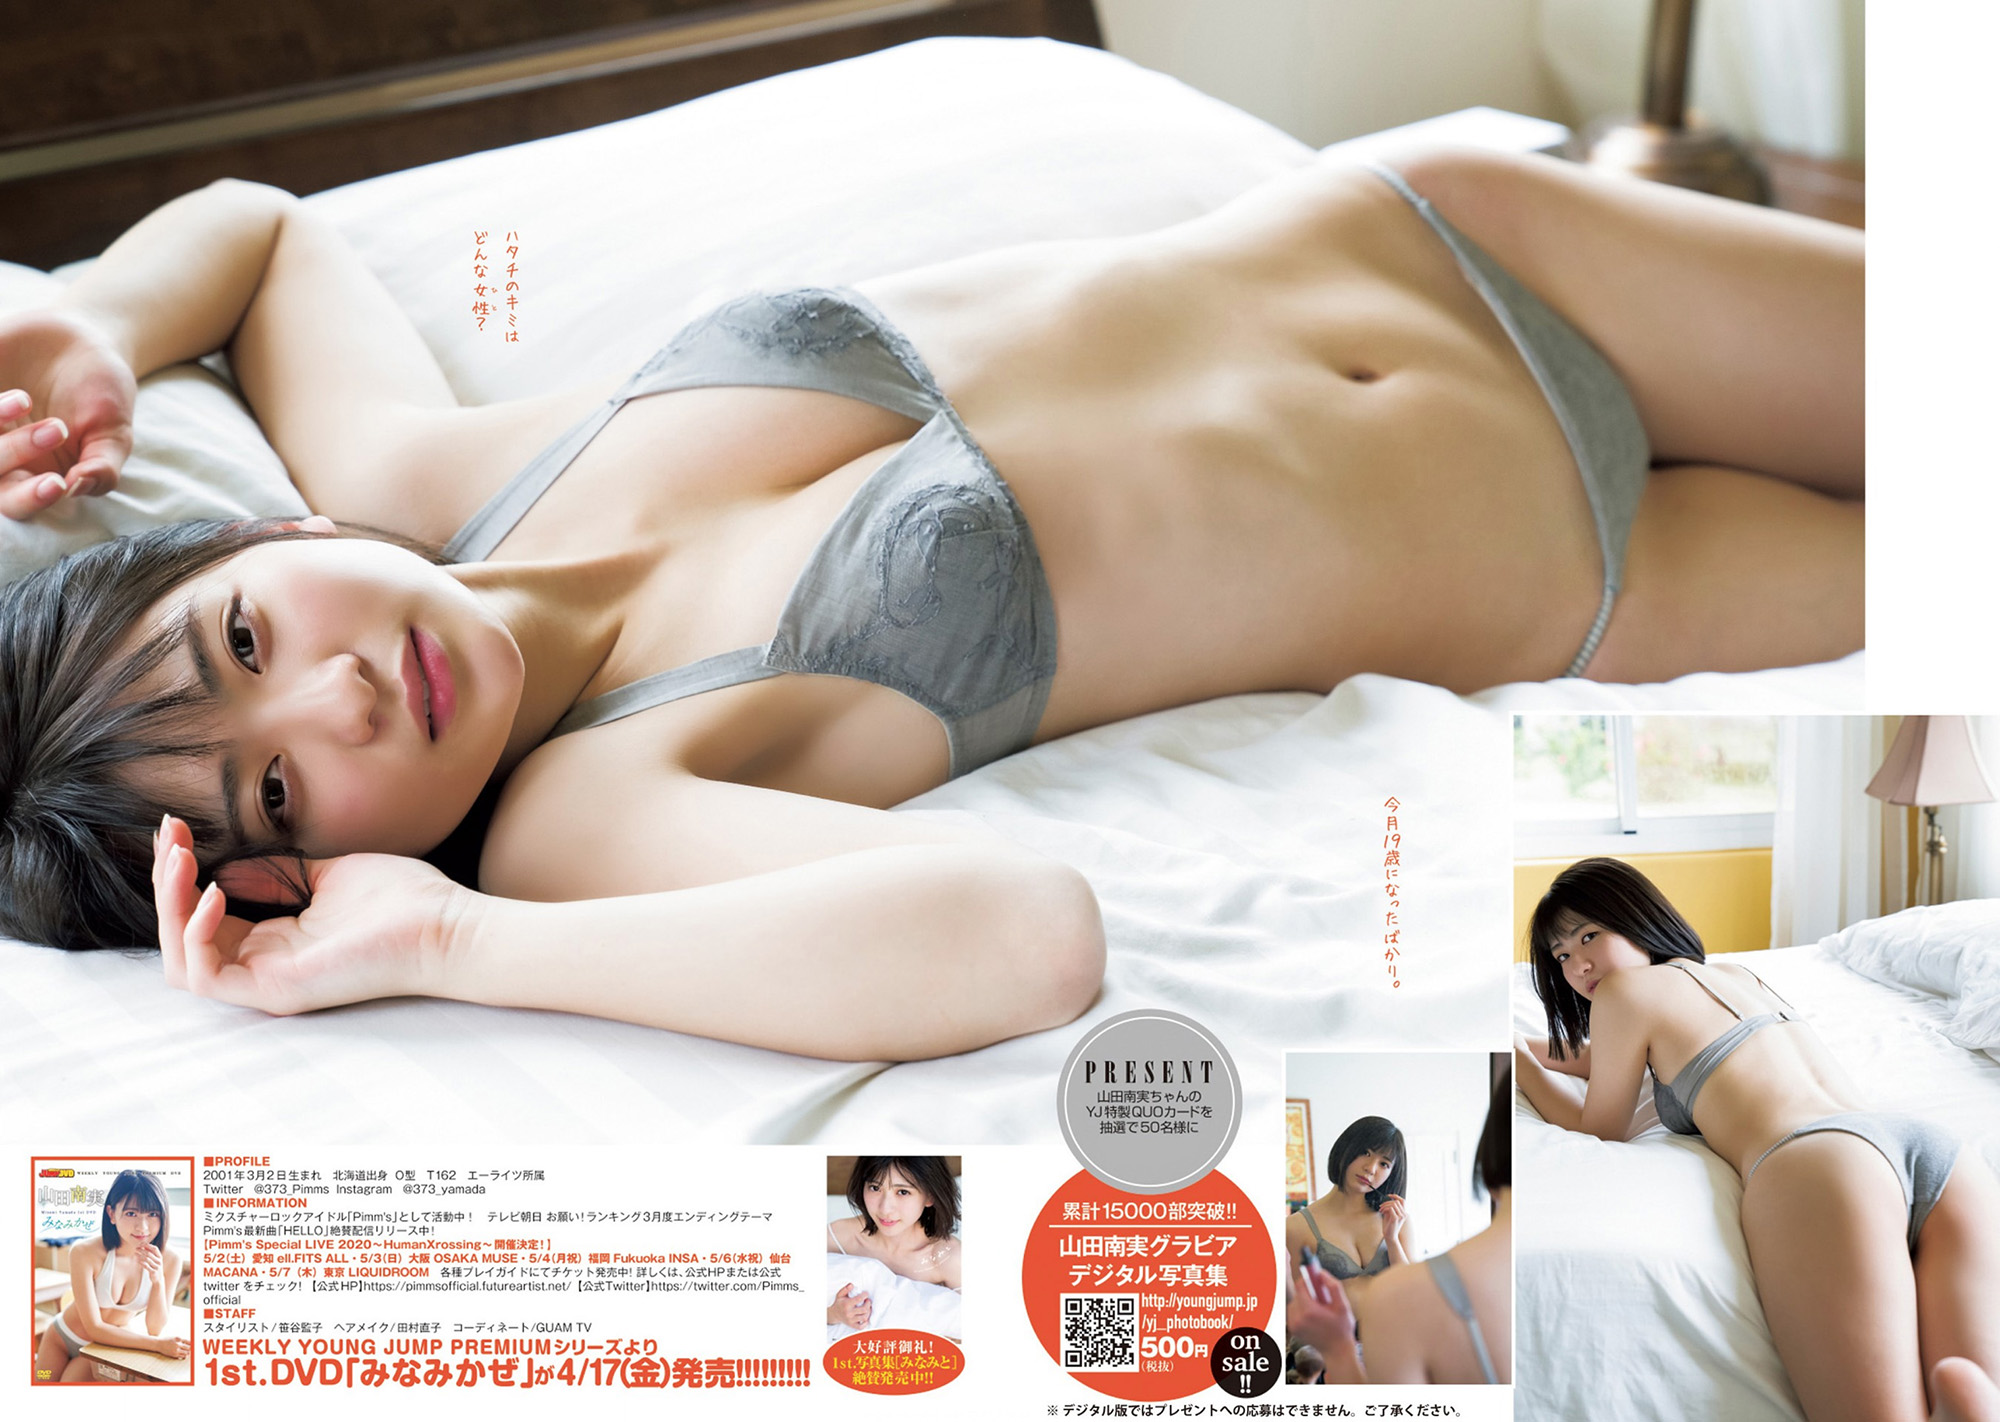 ハタチのキミは
どんな女性?
ひと
今月19歳になったばかり。
PRESENT
山田南実ちゃんの
YJ特製QUOカードを
抽選で50名様に
累計15000部突破!!
山田南実グラビア
デジタル写真集
http://youngjump.jp
/yj_photobook/
500円
(税抜)
on
sale
!!
※ デジタル版ではプレゼントへの応募はできません。ご了承ください。
WEEKLY YOUNG JUMP PREMIUM DVD
山田南実
Minami Yamada 1st DVD
みなみかぜ
■PROFILE
2001年3月2日生まれ 北海道出身 O型 T162 エーライツ所属
Twitter @373_Pimms Instagram @373_yamada
■INFORMATION
ミクスチャーロックアイドル「Pimm's」として活動中! テレビ朝日 お願い!ランキング3月度エンディングテーマ
Pimm's最新曲「HELLO」絶賛配信リリース中!
【Pimm's Special LIVE 2020～HumanXrossing～開催決定!】
5/2(土) 愛知 ell.FITS ALL・5/3(日) 大阪 OSAKA MUSE・5/4(月祝) 福岡 Fukuoka INSA・5/6(水祝) 仙台
MACANA・5/7(木) 東京 LIQUIDROOM 各種プレイガイドにてチケット発売中! 詳しくは、公式HPまたは公式
twitter をチェック! 【公式HP】https://pimmsofficial.futureartist.net/ 【公式Twitter】https://twitter.com/Pimms_
official
■STAFF
スタイリスト/笹谷監子 ヘアメイク/田村直子 コーディネート/GUAM TV
WEEKLY YOUNG JUMP PREMIUMシリーズより
1st.DVD「みなみかぜ」が4/17(金)発売!!!!!!!!!
大好評御礼!
1st.写真集[みなみと]
絶賛発売中!!